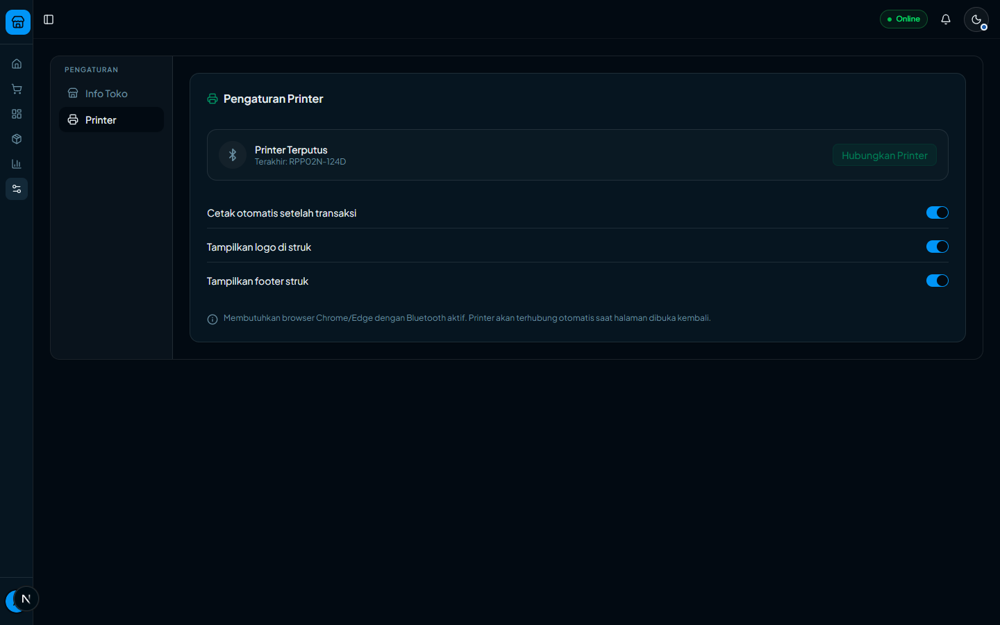 Online
PENGATURAN
Info Toko
Printer
Pengaturan Printer
Printer Terputus
Terakhir: RPP02N-124D
Hubungkan Printer
Cetak otomatis setelah transaksi
Tampilkan logo di struk
Tampilkan footer struk
Membutuhkan browser Chrome/Edge dengan Bluetooth aktif. Printer akan terhubung otomatis saat halaman dibuka kembali.
N